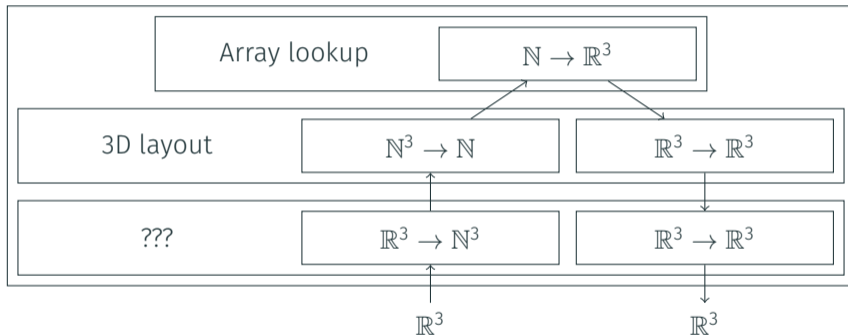 Array lookup ℕ → ℝ³
3D layout ℕ³ → ℕ ℝ³ → ℝ³
??? ℝ³ → ℕ³ ℝ³ → ℝ³
ℝ³ ℝ³